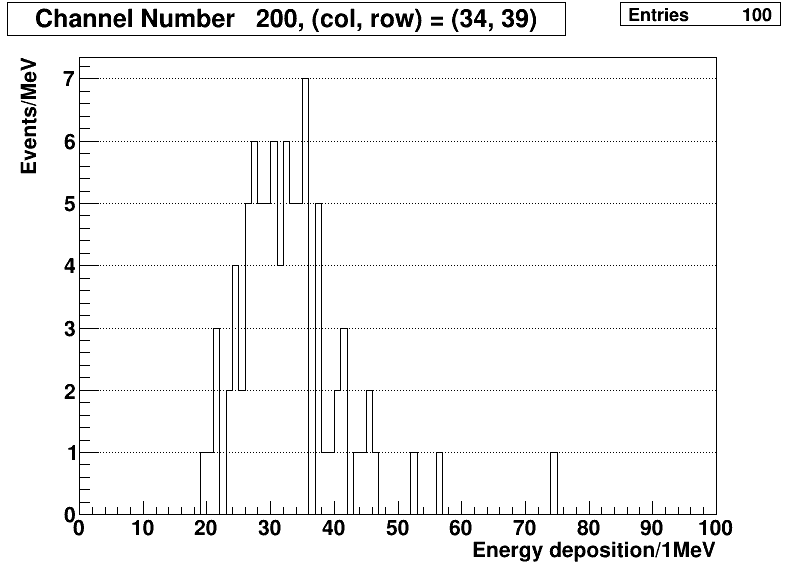 Channel Number 200, (col, row) = (34, 39)
Entries 100
Events/MeV
7
6
5
4
3
2
1
0
0 10 20 30 40 50 60 70 80 90 100
Energy deposition/1MeV